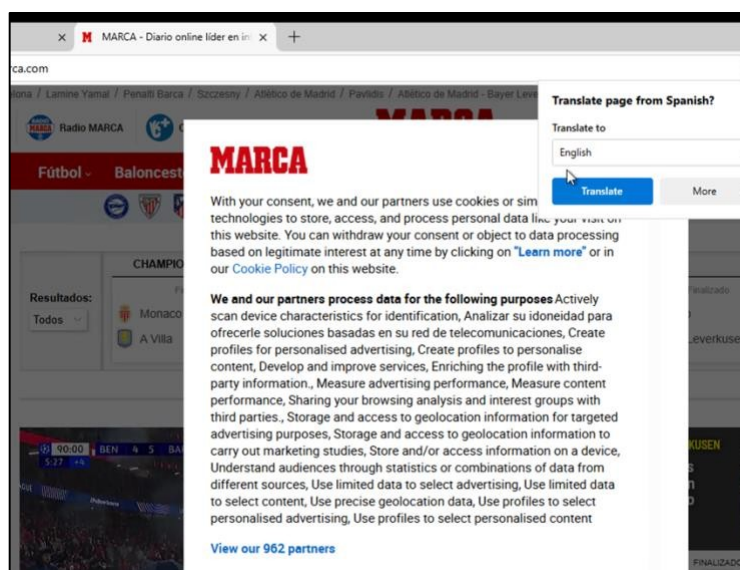 MARCA - Diario online líder en in
rca.com
elona / Lamine Yamal / Penalti Barca / Szczesny / Atlético de Madrid / Pavlidis / Atlético de Madrid - Bayer Leve
Translate page from Spanish?
Translate to
English
Translate
More
MARCA
Radio MARCA
MARCA
Fútbol
Baloncest
MARCA
With your consent, we and our partners use cookies or sim
technologies to store, access, and process personal data like your visit on
this website. You can withdraw your consent or object to data processing
based on legitimate interest at any time by clicking on "Learn more" or in
our Cookie Policy on this website.
We and our partners process data for the following purposes Actively
scan device characteristics for identification, Analizar su idoneidad para
ofrecerle soluciones basadas en su red de telecomunicaciones, Create
profiles for personalised advertising, Create profiles to personalise
content, Develop and improve services, Enriching the profile with third-
party information., Measure advertising performance, Measure content
performance, Sharing your browsing analysis and interest groups with
third parties., Storage and access to geolocation information for targeted
advertising purposes, Storage and access to geolocation information to
carry out marketing studies, Store and/or access information on a device,
Understand audiences through statistics or combinations of data from
different sources, Use limited data to select advertising, Use limited data
to select content, Use precise geolocation data, Use profiles to select
personalised advertising, Use profiles to select personalised content
View our 962 partners
CHAMPIO
Resultados:
Todos
Fi
Monaco
A Villa
Finalizado
Leverkuse
90:00 BEN 4 5 BA
5:27 +4
KUSEN
FINALIZADO